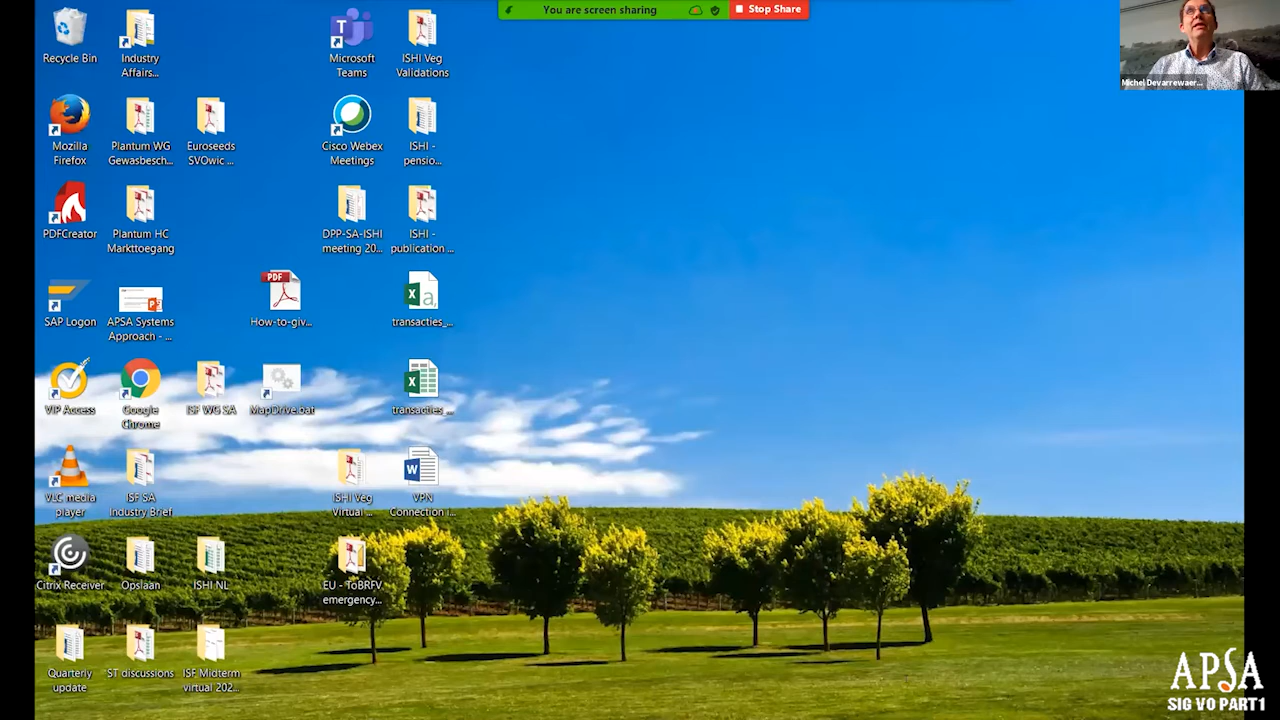 You are screen sharing
Stop Share
Michel Devarrewaer...
Recycle Bin
Industry
Affairs...
Microsoft
Teams
ISHI Veg
Validations
Mozilla
Firefox
Plantum WG
Gewasbesch...
Euroseeds
SVOwic ...
Cisco Webex
Meetings
ISHI -
pensio...
PDFCreator
Plantum HC
Markttoegang
DPP-SA-ISHI
meeting 20...
ISHI -
publication ...
SAP Logon
APSA Systems
Approach - ...
PDF
How-to-giv...
transacties_...
VIP Access
Google
Chrome
ISF WG SA
MapDrive.bat
transacties_...
VLC media
player
ISF SA
Industry Brief
ISHI Veg
Virtual ...
VPN
Connection i...
Citrix Receiver
Opslaan
ISHI NL
EU - ToBRFV
emergency...
Quarterly
update
ST discussions
ISF Midterm
virtual 202...
APSA
SIG VO PART1